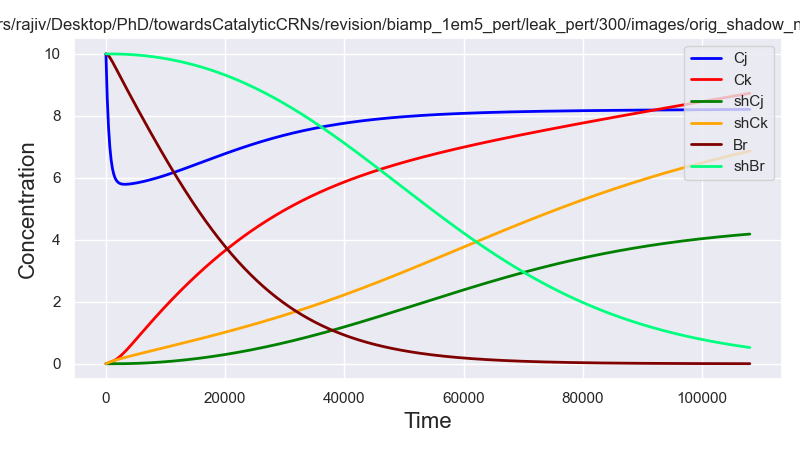 rs/rajiv/Desktop/PhD/towardsCatalyticCRNs/revision/biamp_1em5_pert/leak_pert/300/images/orig_shadow_n
Cj
Ck
shCj
shCk
Br
shBr
10
8
6
4
2
0
Concentration
0 20000 40000 60000 80000 100000
Time